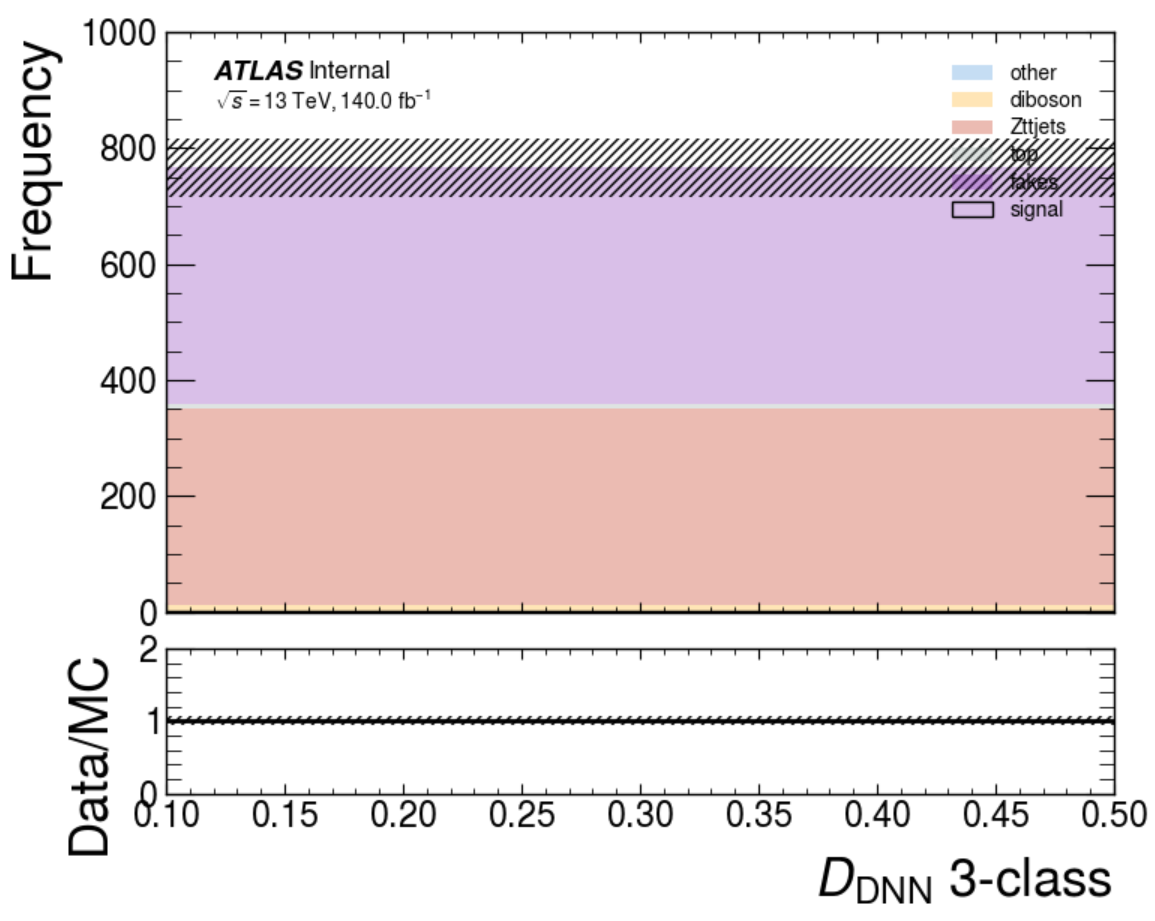 1000
800
600
400
200
0
Frequency
ATLAS Internal
√s = 13 TeV, 140.0 fb⁻¹
other
diboson
Zttjets
top
fakes
signal
2
1
0
Data/MC
0.10 0.15 0.20 0.25 0.30 0.35 0.40 0.45 0.50
D_DNN 3-class